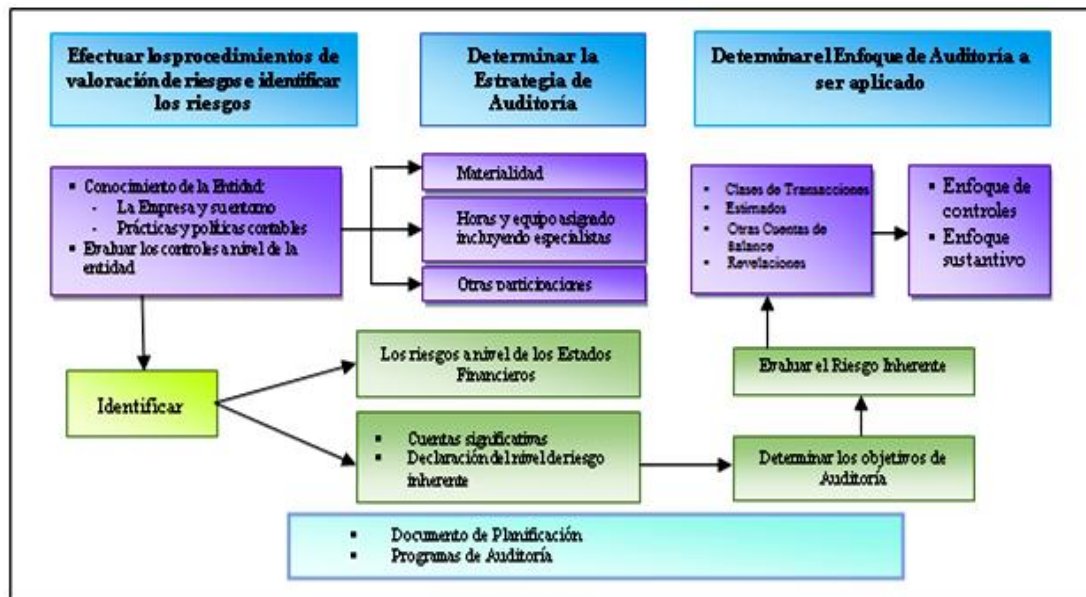 Efectuar los procedimientos de
valoración de riesgos e identificar
los riesgos
Determinar la
Estrategia de
Auditoría
Determinar el Enfoque de Auditoría a
ser aplicado
▪ Conocimiento de la Entidad:
- La Empresa y su entorno
- Prácticas y políticas contables
▪ Evaluar los controles a nivel de la
entidad
Materialidad
Horas y equipo asignado
incluyendo especialistas
Otras participaciones
▪ Clases de Transacciones
▪ Estimados
▪ Otras Cuentas de
Balance
▪ Revelaciones
▪ Enfoque de
controles
▪ Enfoque
sustantivo
Identificar
Los riesgos a nivel de los Estados
Financieros
▪ Cuentas significativas
▪ Declaración del nivel de riesgo
inherente
Evaluar el Riesgo Inherente
Determinar los objetivos de
Auditoría
▪ Documento de Planificación
▪ Programas de Auditoría